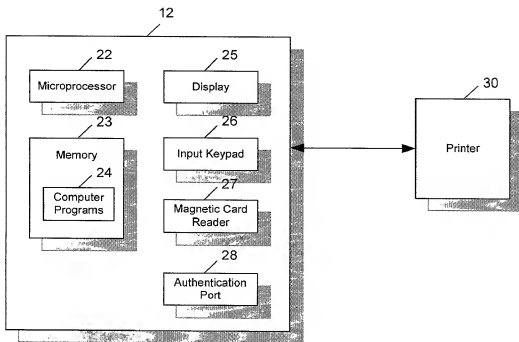 12
22
Microprocessor
23
Memory
24
Computer
Programs
25
Display
26
Input Keypad
27
Magnetic Card
Reader
28
Authentication
Port
30
Printer